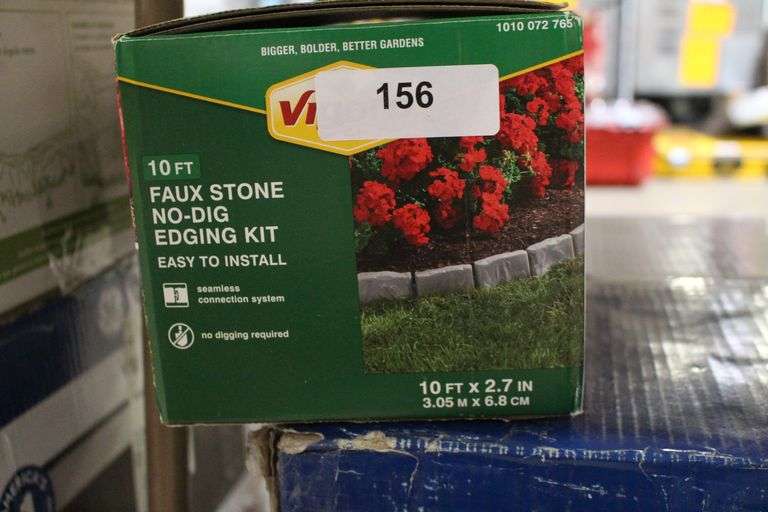 1010 072 765
BIGGER, BOLDER, BETTER GARDENS
156
10 FT
FAUX STONE
NO-DIG
EDGING KIT
EASY TO INSTALL
seamless
connection system
no digging required
10 FT x 2.7 IN
3.05 M x 6.8 CM